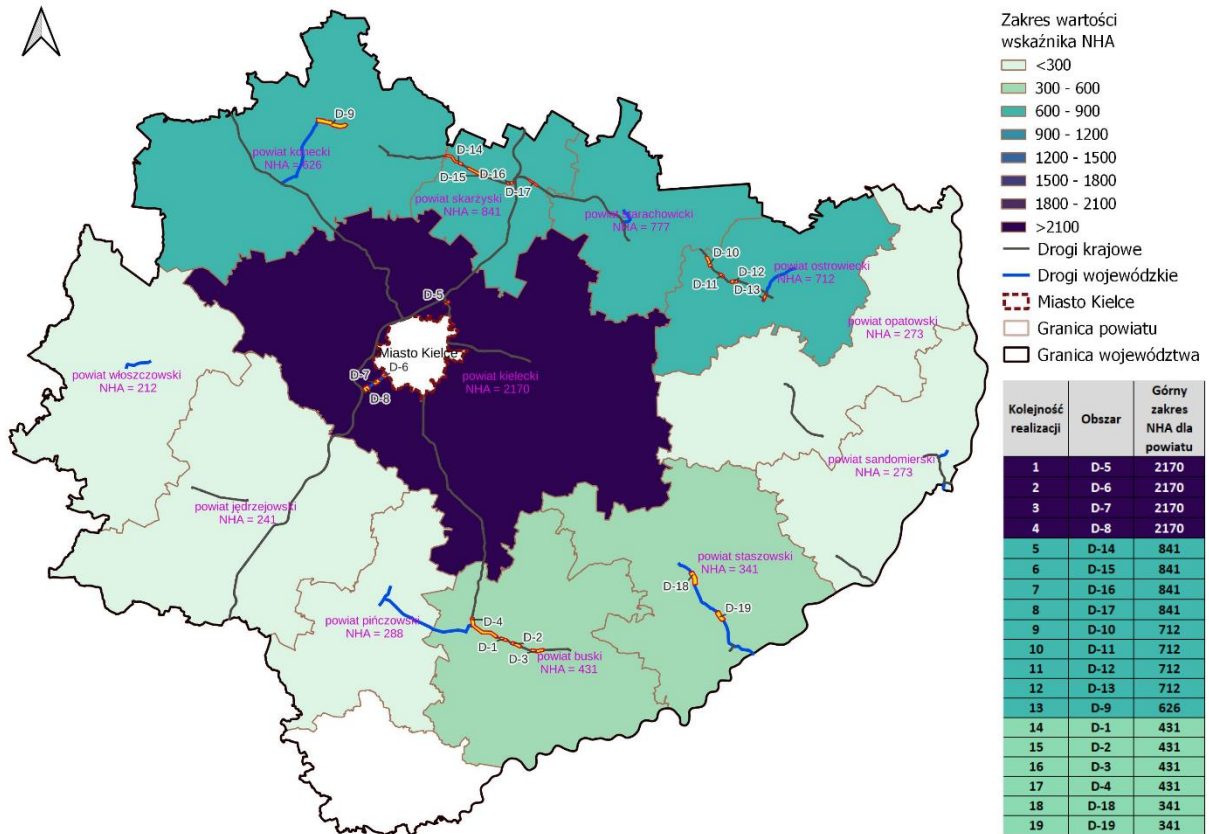 D-9
powiat konecki
NHA = 626
D-14
D-15
D-16
D-17
powiat skarżyski
NHA = 841
powiat starachowicki
NHA = 777
D-10
D-11
D-12
D-13
powiat ostrowiecki
NHA = 712
powiat opatowski
NHA = 273
D-5
Miasto Kielce
D-6
D-7
D-8
powiat kielecki
NHA = 2170
powiat włoszczowski
NHA = 212
powiat sandomierski
NHA = 273
powiat jędrzejowski
NHA = 241
powiat staszowski
NHA = 341
D-18
D-19
powiat pińczowski
NHA = 288
D-4
D-1
D-2
D-3
powiat buski
NHA = 431
Zakres wartości
wskaźnika NHA
<300
300 - 600
600 - 900
900 - 1200
1200 - 1500
1500 - 1800
1800 - 2100
>2100
Drogi krajowe
Drogi wojewódzkie
Miasto Kielce
Granica powiatu
Granica województwa
Kolejność realizacji Obszar Górny zakres NHA dla powiatu
1 D-5 2170
2 D-6 2170
3 D-7 2170
4 D-8 2170
5 D-14 841
6 D-15 841
7 D-16 841
8 D-17 841
9 D-10 712
10 D-11 712
11 D-12 712
12 D-13 712
13 D-9 626
14 D-1 431
15 D-2 431
16 D-3 431
17 D-4 431
18 D-18 341
19 D-19 341